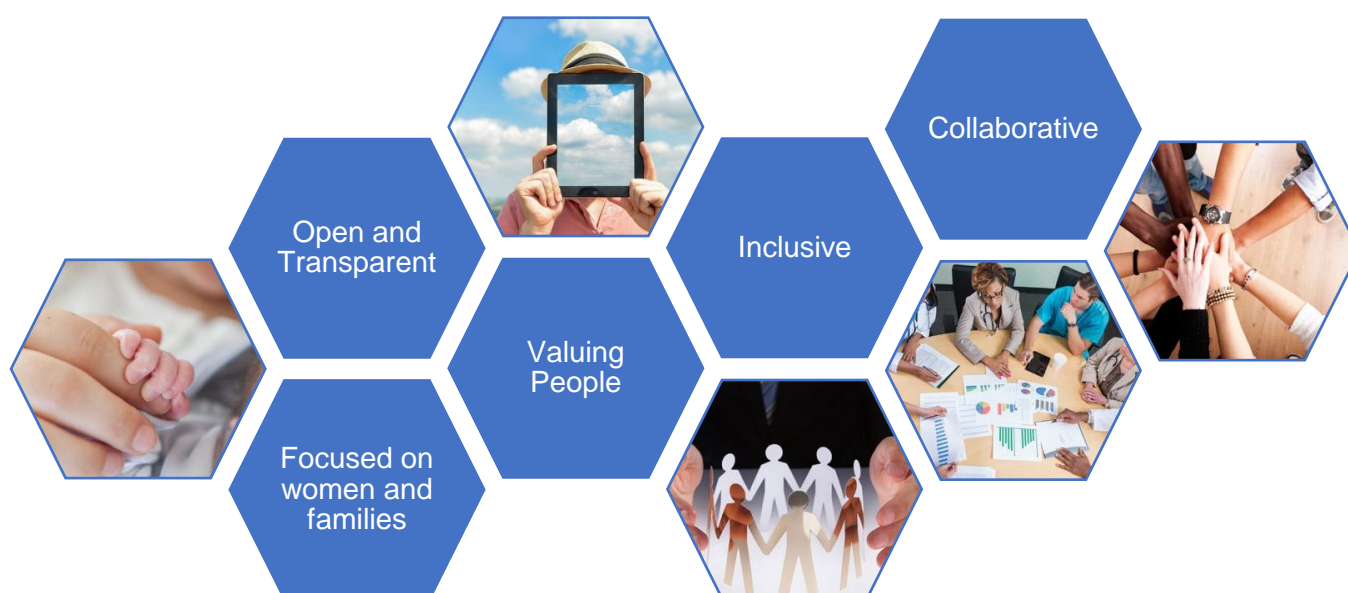 Collaborative
Open and
Transparent
Inclusive
Valuing
People
Focused on
women and
families